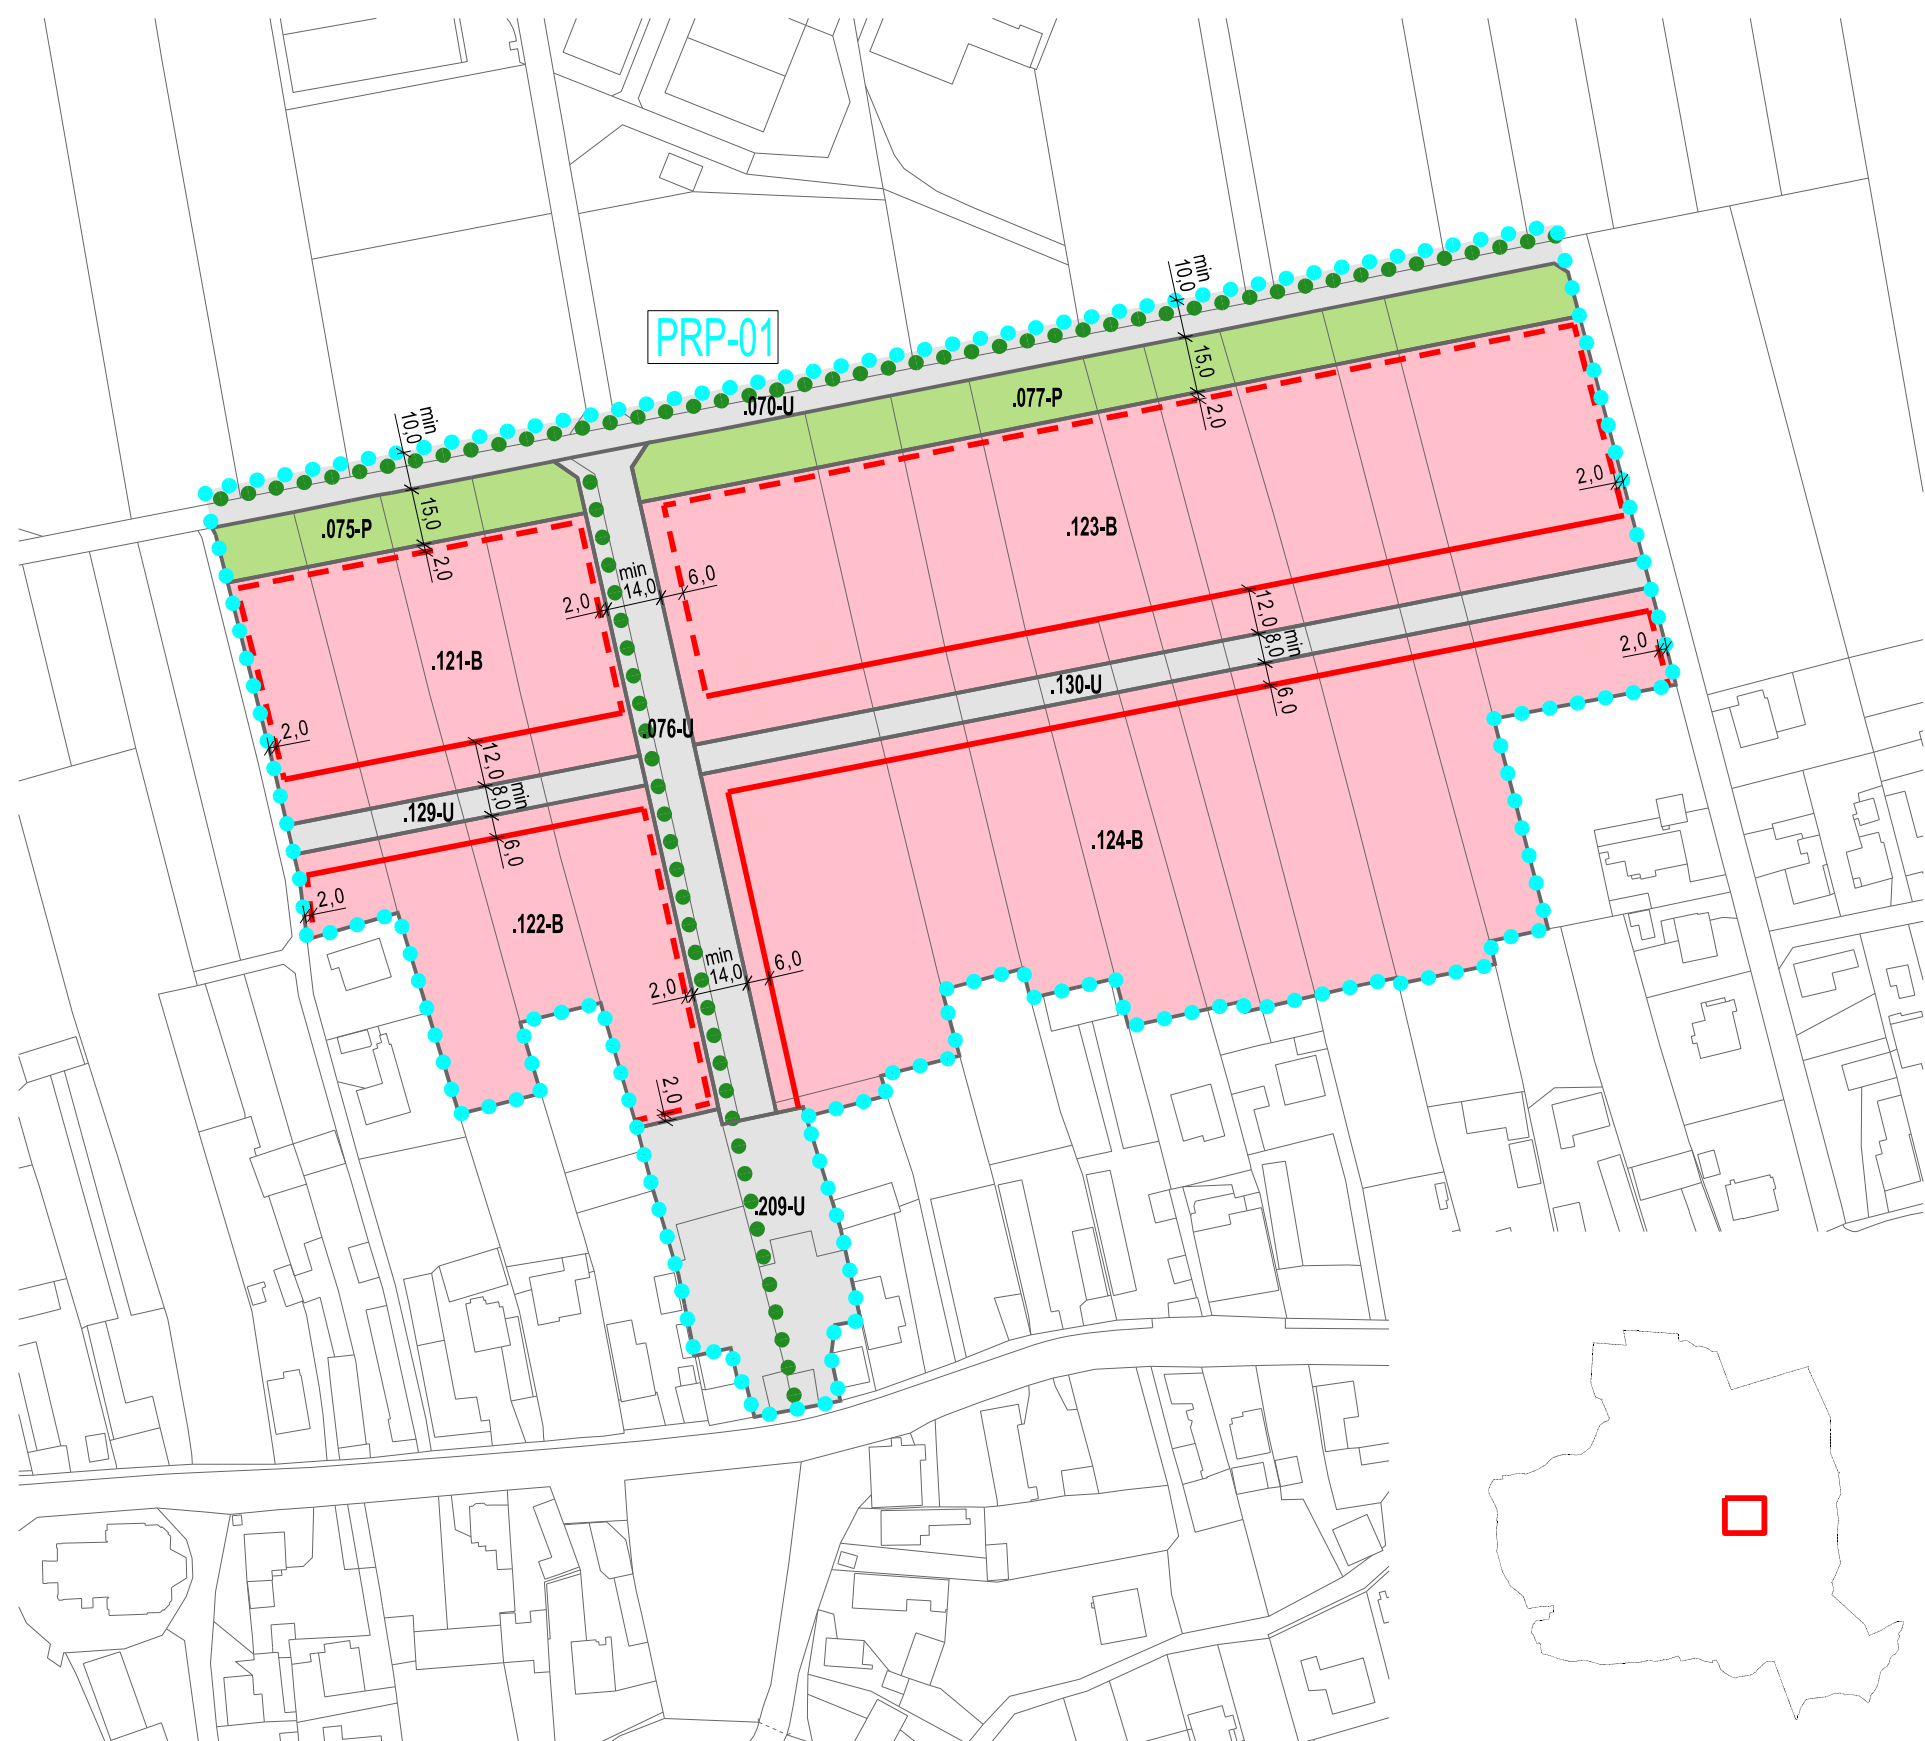 min
10,0
PRP-01
15,0
.077-P
2,0
.070-U
min
10,0
15,0
.075-P
2,0
2,0
.123-B
min
14,0
6,0
2,0
12,0
min
8,0
2,0
.121-B
.130-U
6,0
.076-U
2,0
12,0
min
8,0
.129-U
6,0
.124-B
2,0
.122-B
min
14,0
6,0
2,0
2,0
.209-U